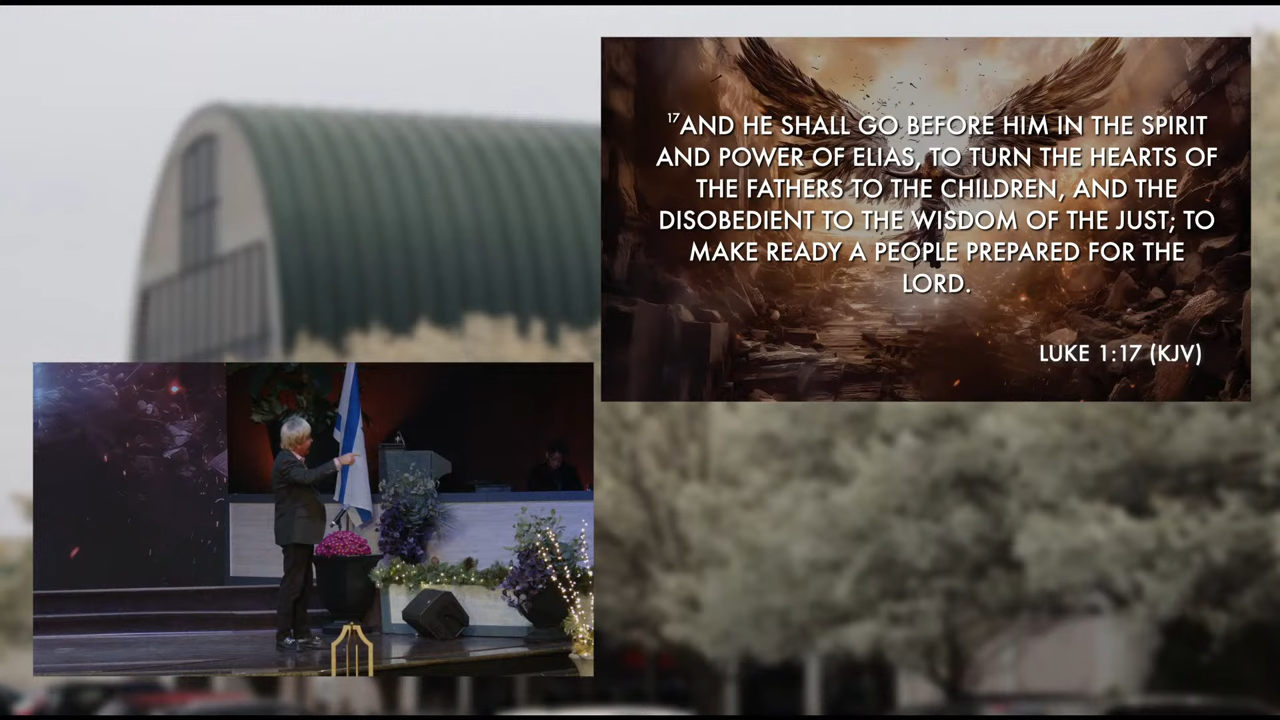 ¹⁷AND HE SHALL GO BEFORE HIM IN THE SPIRIT
AND POWER OF ELIAS, TO TURN THE HEARTS OF
THE FATHERS TO THE CHILDREN, AND THE
DISOBEDIENT TO THE WISDOM OF THE JUST; TO
MAKE READY A PEOPLE PREPARED FOR THE
LORD.
LUKE 1:17 (KJV)